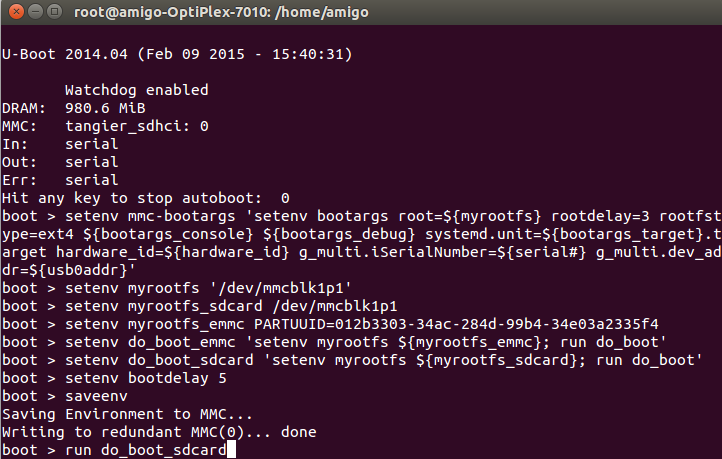 root@amigo-OptiPlex-7010: /home/amigo
U-Boot 2014.04 (Feb 09 2015 - 15:40:31)
       Watchdog enabled
DRAM:  980.6 MiB
MMC:   tangier_sdhci: 0
In:    serial
Out:   serial
Err:   serial
Hit any key to stop autoboot:  0
boot > setenv mmc-bootargs 'setenv bootargs root=${myrootfs} rootdelay=3 rootfst
ype=ext4 ${bootargs_console} ${bootargs_debug} systemd.unit=${bootargs_target}.t
arget hardware_id=${hardware_id} g_multi.iSerialNumber=${serial#} g_multi.dev_ad
dr=${usb0addr}'
boot > setenv myrootfs '/dev/mmcblk1p1'
boot > setenv myrootfs_sdcard /dev/mmcblk1p1
boot > setenv myrootfs_emmc PARTUUID=012b3303-34ac-284d-99b4-34e03a2335f4
boot > setenv do_boot_emmc 'setenv myrootfs ${myrootfs_emmc}; run do_boot'
boot > setenv do_boot_sdcard 'setenv myrootfs ${myrootfs_sdcard}; run do_boot'
boot > setenv bootdelay 5
boot > saveenv
Saving Environment to MMC...
Writing to redundant MMC(0)... done
boot > run do_boot_sdcard